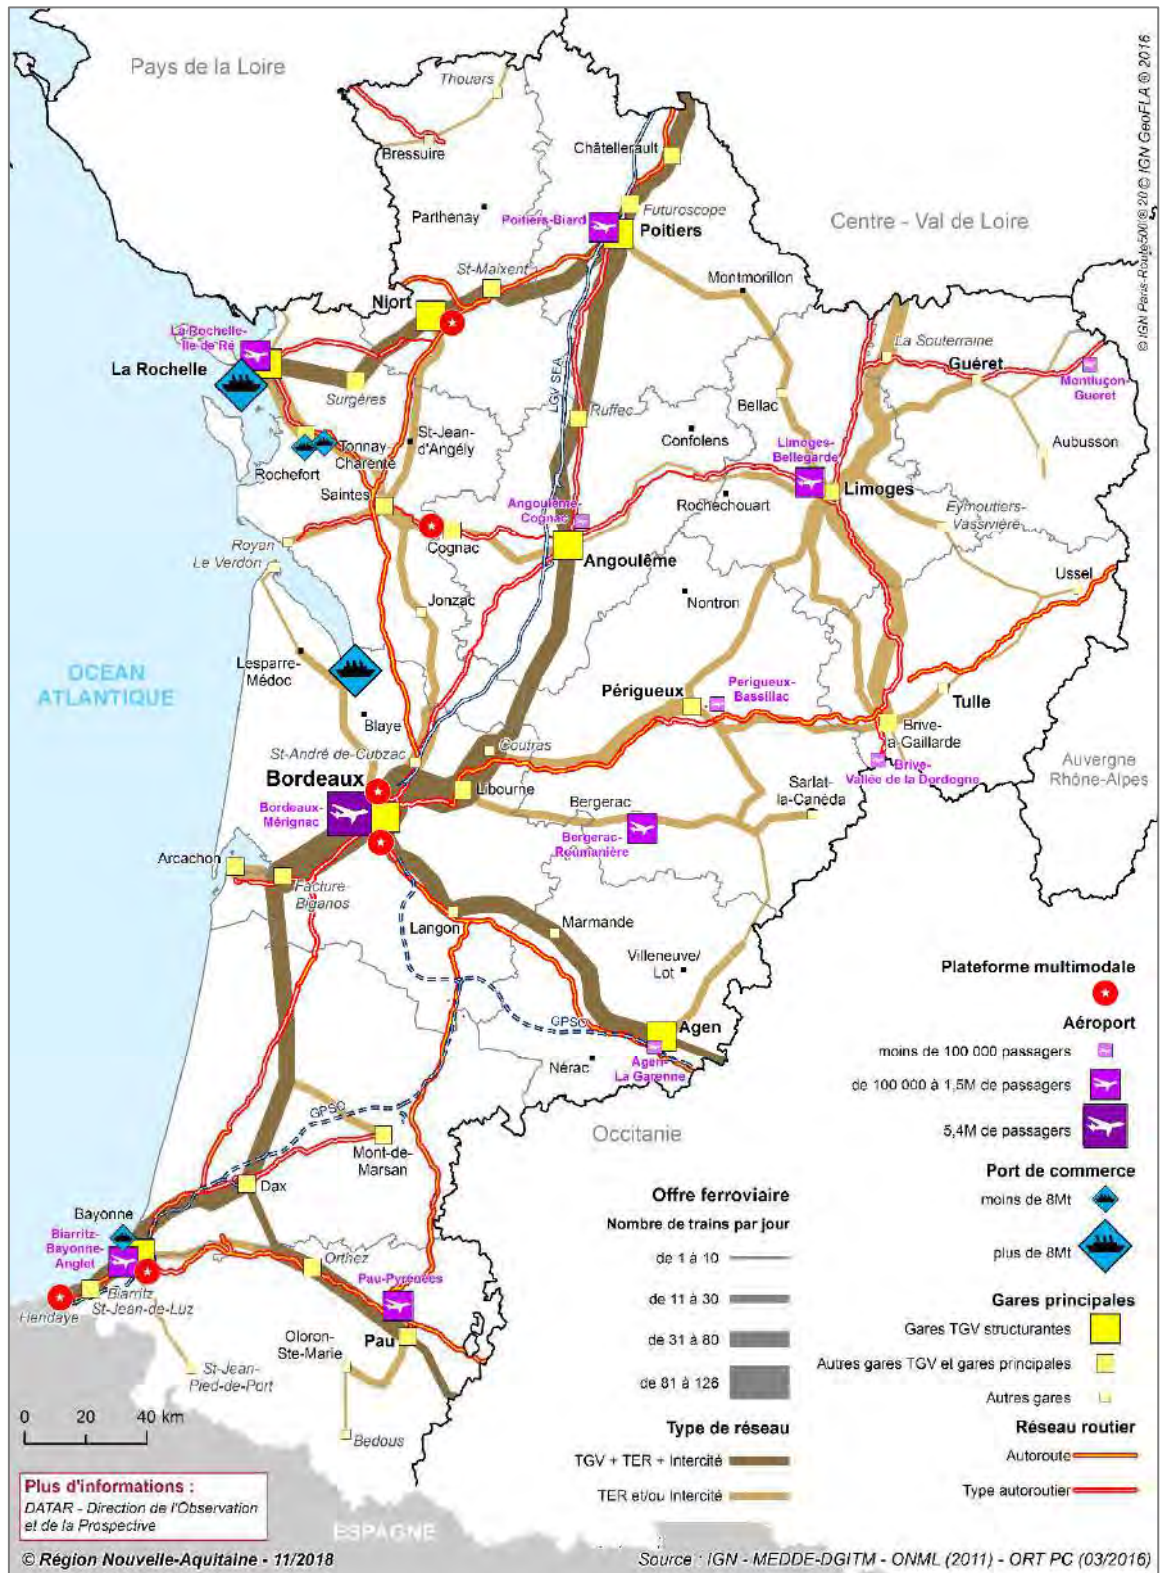 Pays de la Loire
Thouars
Bressuire
Châtellerault
Parthenay
Poitiers-Biard
Futuroscope
Poitiers
Centre - Val de Loire
© IGN Paris-Route500® 20 © IGN GeoFLA ® 2016
St-Maixent
Montmorillon
Niort
La Rochelle-
Ile de Ré
La Rochelle
Surgères
LGV SEA
Ruffec
La Souterraine
Guéret
Montluçon-
Gueret
Bellac
Confolens
Limoges-
Bellegarde
Aubusson
St-Jean-
d'Angély
Tonnay-
Charente
Rochefort
Saintes
Limoges
Rochechouart
Angoulême-
Cognac
Eymoutiers-
Vassivière
Cognac
Royan
Le Verdon
Angoulême
Ussel
Jonzac
Nontron
Lesparre-
Médoc
OCEAN
ATLANTIQUE
Blaye
Périgueux
Perigueux-
Bassillac
Tulle
Brive-
la-Gaillarde
St-André de-Cubzac
Coutras
Brive-
Vallée de la Dordogne
Auvergne
Rhône-Alpes
Bordeaux
Libourne
Sarlat-
la-Canéda
Bordeaux-
Mérignac
Bergerac
Bergerac-
Roumanière
Arcachon
Facture-
Biganos
Langon
Marmande
Villeneuve/
Lot
Agen
GPSO
Agen-
La Garenne
Nérac
GPSO
Occitanie
Mont-de-
Marsan
Dax
Bayonne
Biarritz-
Bayonne-
Anglet
Orthez
Pau-Pyrénées
Biarritz
St-Jean-de-Luz
Hendaye
Oloron-
Ste-Marie
Pau
St-Jean-
Pied-de-Port
Bedous
ESPAGNE
0 20 40 km
Plateforme multimodale
Aéroport
moins de 100 000 passagers
de 100 000 à 1,5M de passagers
5,4M de passagers
Port de commerce
moins de 8Mt
plus de 8Mt
Gares principales
Gares TGV structurantes
Autres gares TGV et gares principales
Autres gares
Réseau routier
Autoroute
Type autoroutier
Offre ferroviaire
Nombre de trains par jour
de 1 à 10
de 11 à 30
de 31 à 80
de 81 à 126
Type de réseau
TGV + TER + Intercité
TER et/ou Intercité
Plus d'informations :
DATAR - Direction de l'Observation
et de la Prospective
© Région Nouvelle-Aquitaine - 11/2018
Source : IGN - MEDDE-DGITM - ONML (2011) - ORT PC (03/2016)